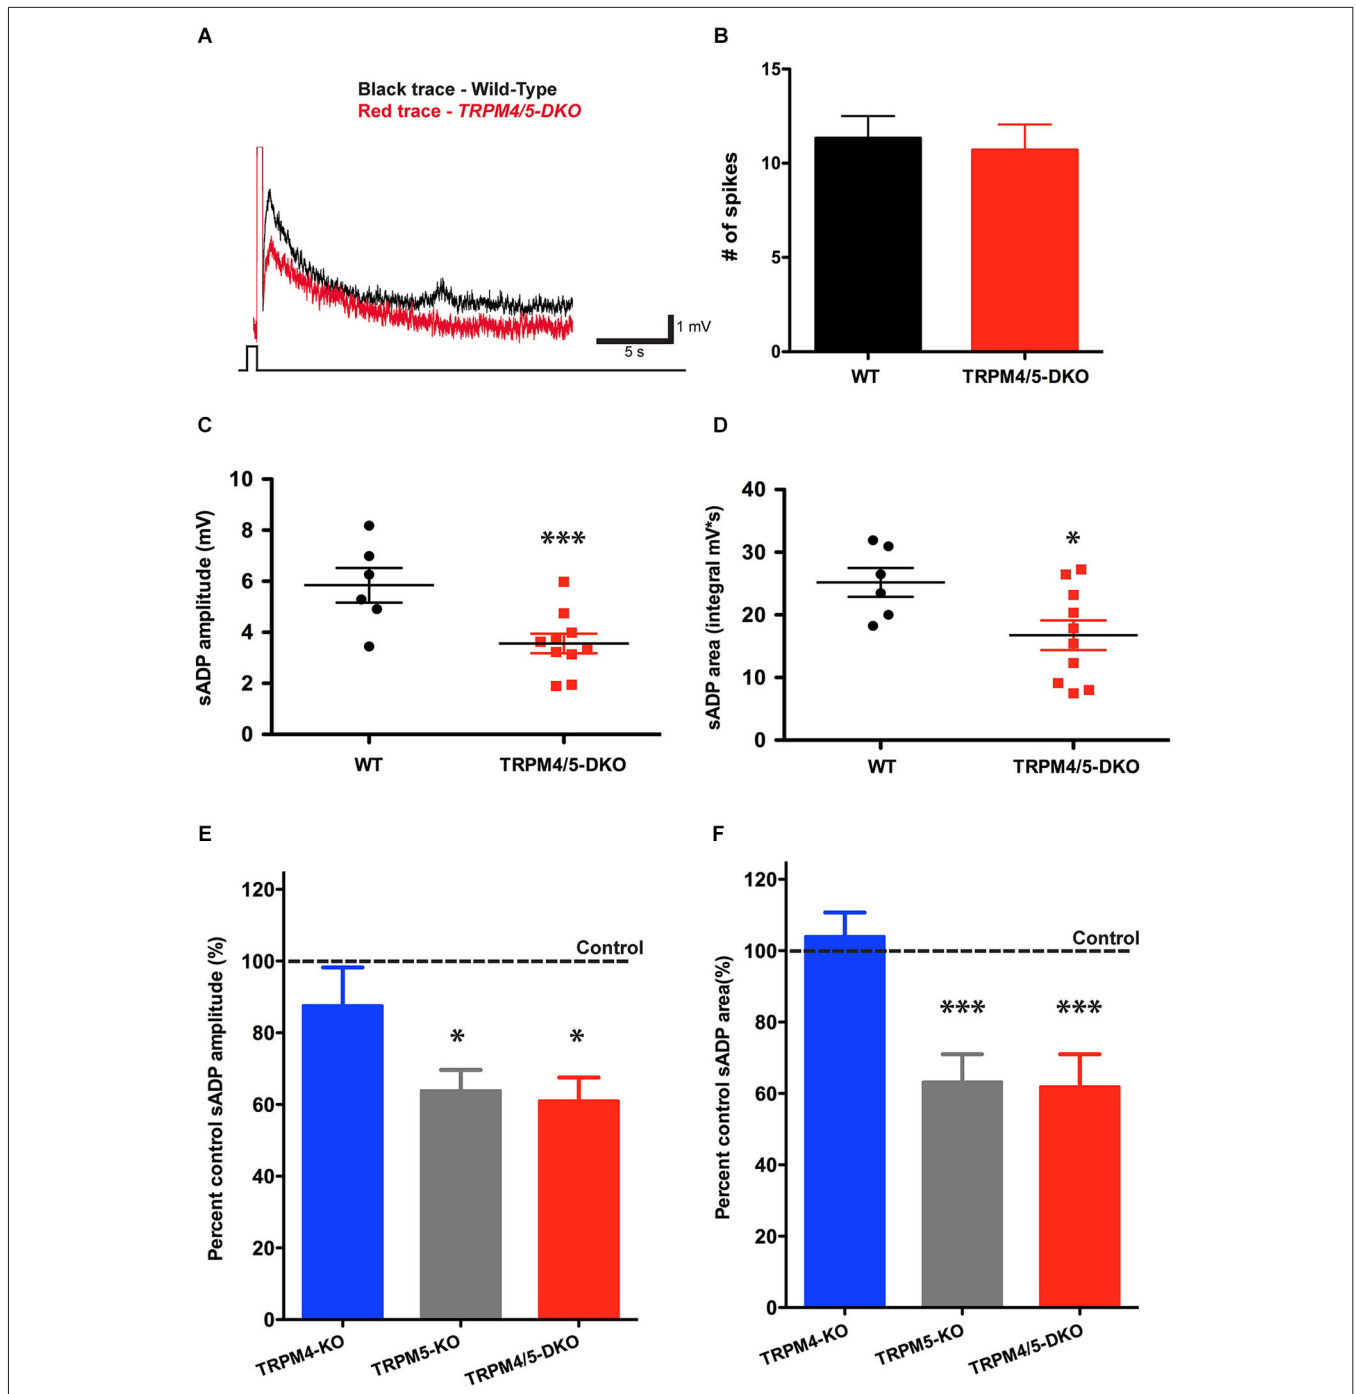 A
Black trace - Wild-Type
Red trace - TRPM4/5-DKO
1 mV
5 s
B
# of spikes
15
10
5
0
WT
TRPM4/5-DKO
C
sADP amplitude (mV)
10
8
6
4
2
0
***
WT
TRPM4/5-DKO
D
sADP area (integral mV*s)
40
30
20
10
0
*
WT
TRPM4/5-DKO
E
Percent control sADP amplitude (%)
120
100
80
60
40
20
0
Control
*
*
TRPM4-KO
TRPM5-KO
TRPM4/5-DKO
F
Percent control sADP area(%)
120
100
80
60
40
20
0
Control
***
***
TRPM4-KO
TRPM5-KO
TRPM4/5-DKO